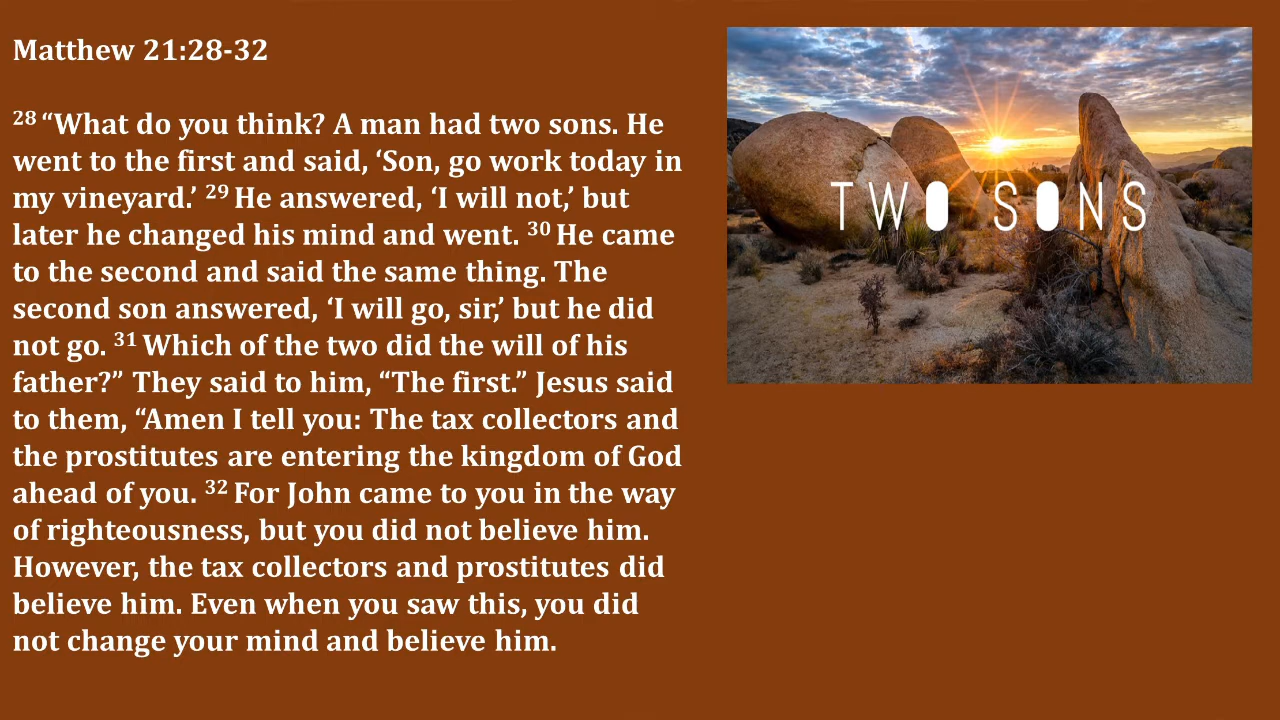 Matthew 21:28-32
28 “What do you think? A man had two sons. He
went to the first and said, ‘Son, go work today in
my vineyard.’ 29 He answered, ‘I will not,’ but
later he changed his mind and went. 30 He came
to the second and said the same thing. The
second son answered, ‘I will go, sir,’ but he did
not go. 31 Which of the two did the will of his
father?” They said to him, “The first.” Jesus said
to them, “Amen I tell you: The tax collectors and
the prostitutes are entering the kingdom of God
ahead of you. 32 For John came to you in the way
of righteousness, but you did not believe him.
However, the tax collectors and prostitutes did
believe him. Even when you saw this, you did
not change your mind and believe him.
TWO SONS